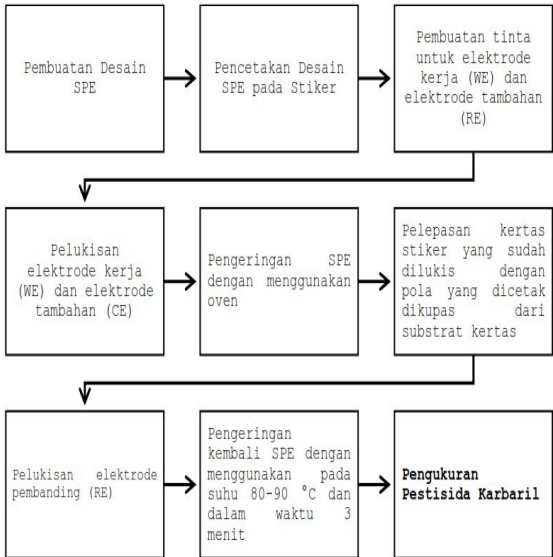 Pembuatan Desain
SPE
Pencetakan Desain
SPE pada Stiker
Pembuatan tinta
untuk elektrode
kerja (WE) dan
elektrode tambahan
(RE)
Pelukisan
elektrode kerja
(WE) dan elektrode
tambahan (CE)
Pengeringan SPE
dengan menggunakan
oven
Pelepasan kertas
stiker yang sudah
dilukis dengan
pola yang dicetak
dikupas dari
substrat kertas
Pelukisan elektrode
pembanding (RE)
Pengeringan
kembali SPE dengan
menggunakan pada
suhu 80-90 °C dan
dalam waktu 3
menit
Pengukuran
Pestisida Karbaril